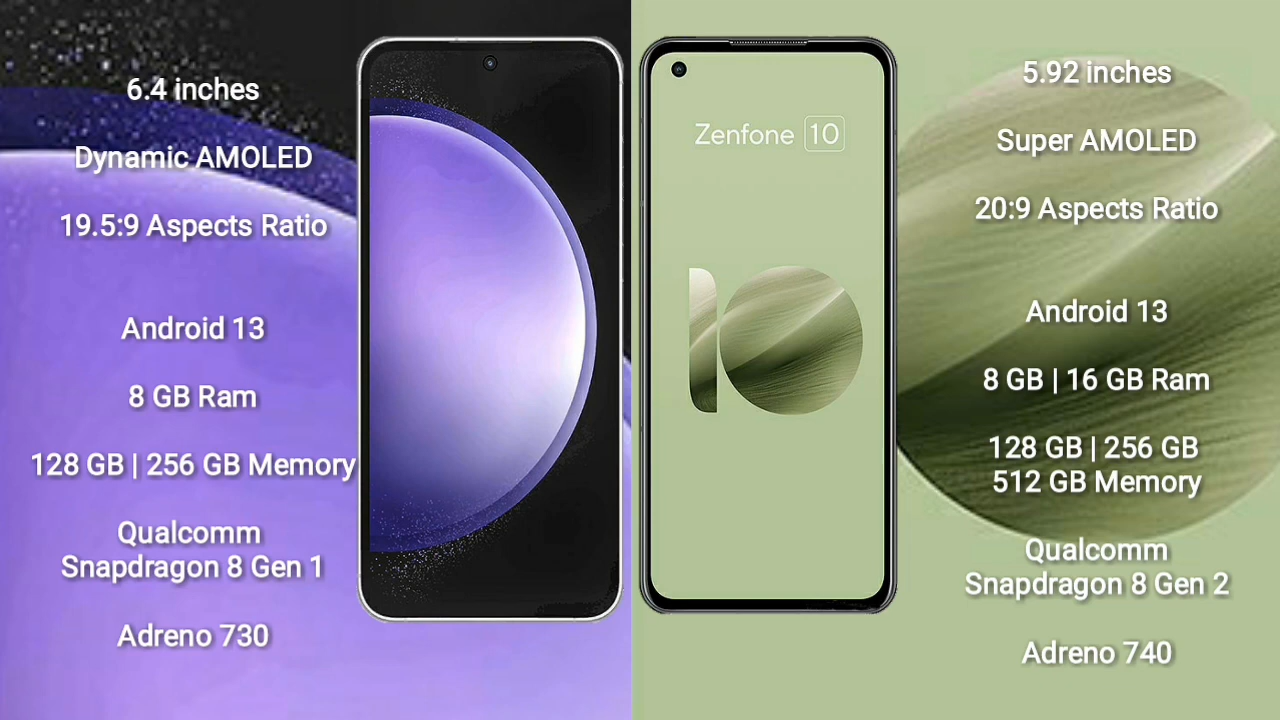 6.4 inches
Dynamic AMOLED
19.5:9 Aspects Ratio
Android 13
8 GB Ram
128 GB | 256 GB Memory
Qualcomm
Snapdragon 8 Gen 1
Adreno 730
Zenfone 10
10
5.92 inches
Super AMOLED
20:9 Aspects Ratio
Android 13
8 GB | 16 GB Ram
128 GB | 256 GB
512 GB Memory
Qualcomm
Snapdragon 8 Gen 2
Adreno 740